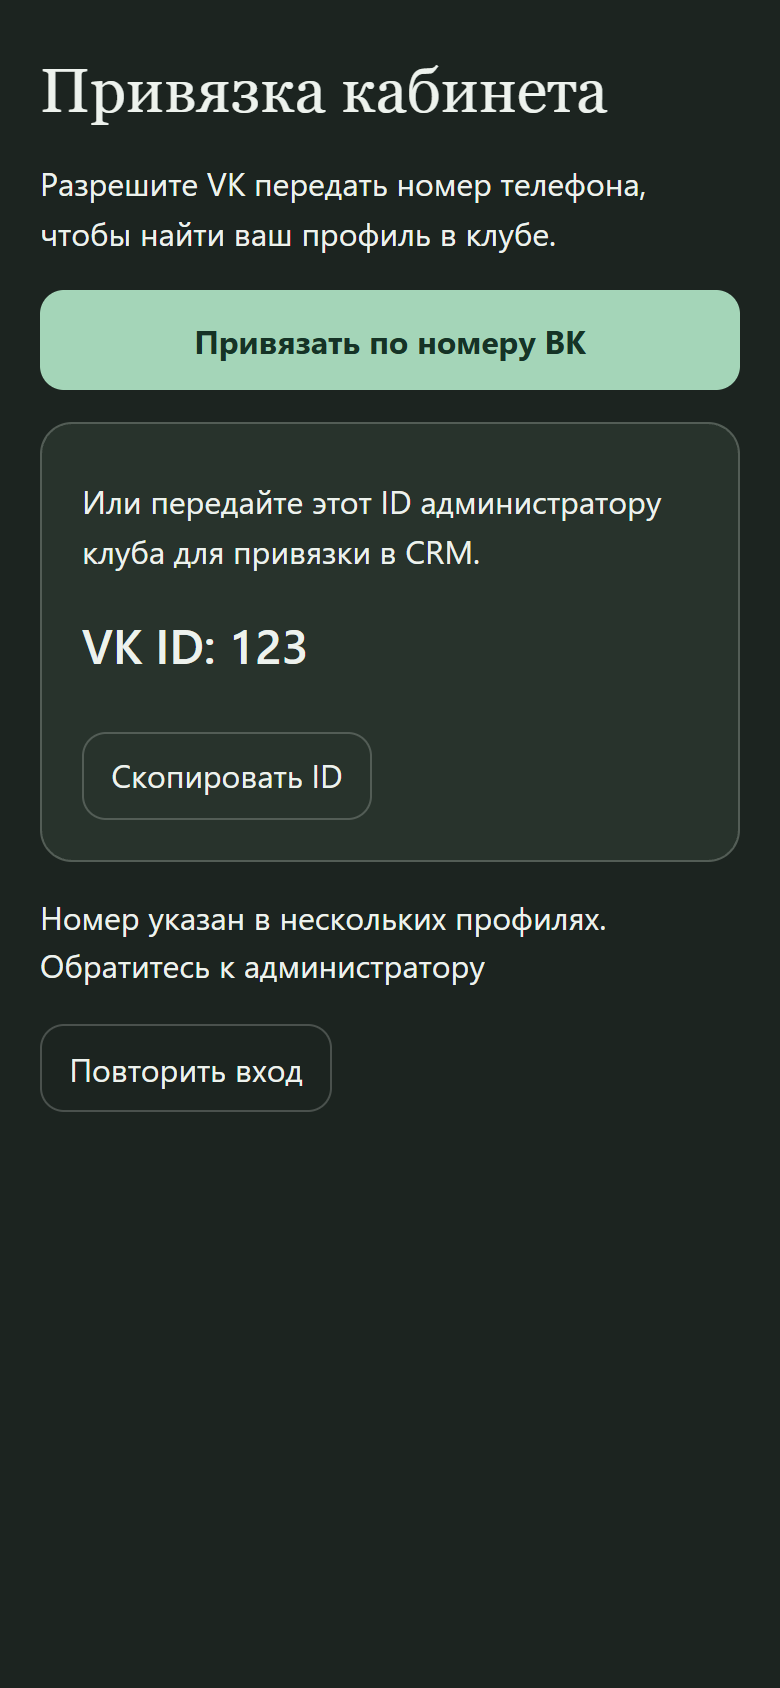 Привязка кабинета
Разрешите VK передать номер телефона,
чтобы найти ваш профиль в клубе.
Привязать по номеру ВК
Или передайте этот ID администратору
клуба для привязки в CRM.
VK ID: 123
Скопировать ID
Номер указан в нескольких профилях.
Обратитесь к администратору
Повторить вход